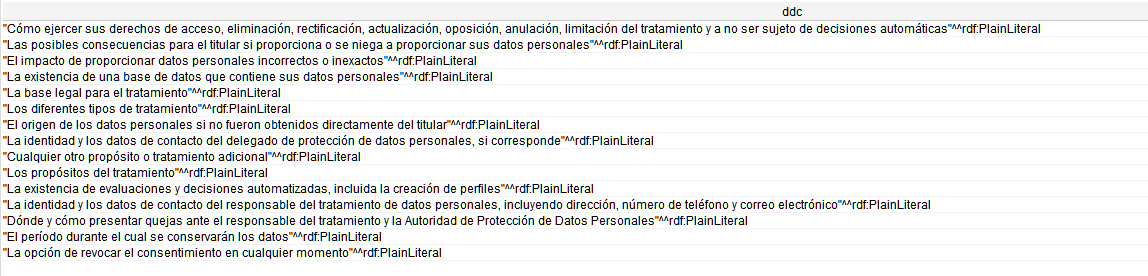 ddc
"Cómo ejercer sus derechos de acceso, eliminación, rectificación, actualización, oposición, anulación, limitación del tratamiento y a no ser sujeto de decisiones automáticas"^^rdf:PlainLiteral
"Las posibles consecuencias para el titular si proporciona o se niega a proporcionar sus datos personales"^^rdf:PlainLiteral
"El impacto de proporcionar datos personales incorrectos o inexactos"^^rdf:PlainLiteral
"La existencia de una base de datos que contiene sus datos personales"^^rdf:PlainLiteral
"La base legal para el tratamiento"^^rdf:PlainLiteral
"Los diferentes tipos de tratamiento"^^rdf:PlainLiteral
"El origen de los datos personales si no fueron obtenidos directamente del titular"^^rdf:PlainLiteral
"La identidad y los datos de contacto del delegado de protección de datos personales, si corresponde"^^rdf:PlainLiteral
"Cualquier otro propósito o tratamiento adicional"^^rdf:PlainLiteral
"Los propósitos del tratamiento"^^rdf:PlainLiteral
"La existencia de evaluaciones y decisiones automatizadas, incluida la creación de perfiles"^^rdf:PlainLiteral
"La identidad y los datos de contacto del responsable del tratamiento de datos personales, incluyendo dirección, número de teléfono y correo electrónico"^^rdf:PlainLiteral
"Dónde y cómo presentar quejas ante el responsable del tratamiento y la Autoridad de Protección de Datos Personales"^^rdf:PlainLiteral
"El período durante el cual se conservarán los datos"^^rdf:PlainLiteral
"La opción de revocar el consentimiento en cualquier momento"^^rdf:PlainLiteral